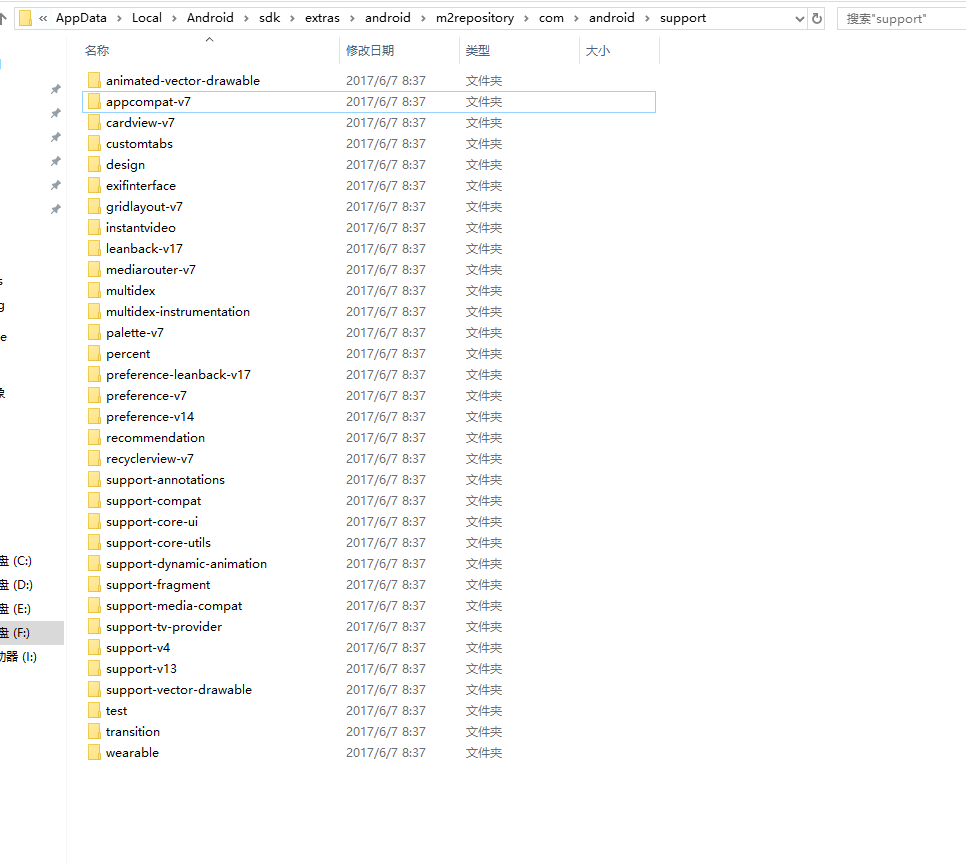 « AppData › Local › Android › sdk › extras › android › m2repository › com › android › support 搜索"support"
名称 修改日期 类型 大小
animated-vector-drawable 2017/6/7 8:37 文件夹
appcompat-v7 2017/6/7 8:37 文件夹
cardview-v7 2017/6/7 8:37 文件夹
customtabs 2017/6/7 8:37 文件夹
design 2017/6/7 8:37 文件夹
exifinterface 2017/6/7 8:37 文件夹
gridlayout-v7 2017/6/7 8:37 文件夹
instantvideo 2017/6/7 8:37 文件夹
leanback-v17 2017/6/7 8:37 文件夹
mediarouter-v7 2017/6/7 8:37 文件夹
multidex 2017/6/7 8:37 文件夹
multidex-instrumentation 2017/6/7 8:37 文件夹
palette-v7 2017/6/7 8:37 文件夹
percent 2017/6/7 8:37 文件夹
preference-leanback-v17 2017/6/7 8:37 文件夹
preference-v7 2017/6/7 8:37 文件夹
preference-v14 2017/6/7 8:37 文件夹
recommendation 2017/6/7 8:37 文件夹
recyclerview-v7 2017/6/7 8:37 文件夹
support-annotations 2017/6/7 8:37 文件夹
support-compat 2017/6/7 8:37 文件夹
support-core-ui 2017/6/7 8:37 文件夹
support-core-utils 2017/6/7 8:37 文件夹
盘 (C:) support-dynamic-animation 2017/6/7 8:37 文件夹
盘 (D:) support-fragment 2017/6/7 8:37 文件夹
盘 (E:) support-media-compat 2017/6/7 8:37 文件夹
盘 (F:) support-tv-provider 2017/6/7 8:37 文件夹
support-v4 2017/6/7 8:37 文件夹
器 (I:) support-v13 2017/6/7 8:37 文件夹
support-vector-drawable 2017/6/7 8:37 文件夹
test 2017/6/7 8:37 文件夹
transition 2017/6/7 8:37 文件夹
wearable 2017/6/7 8:37 文件夹